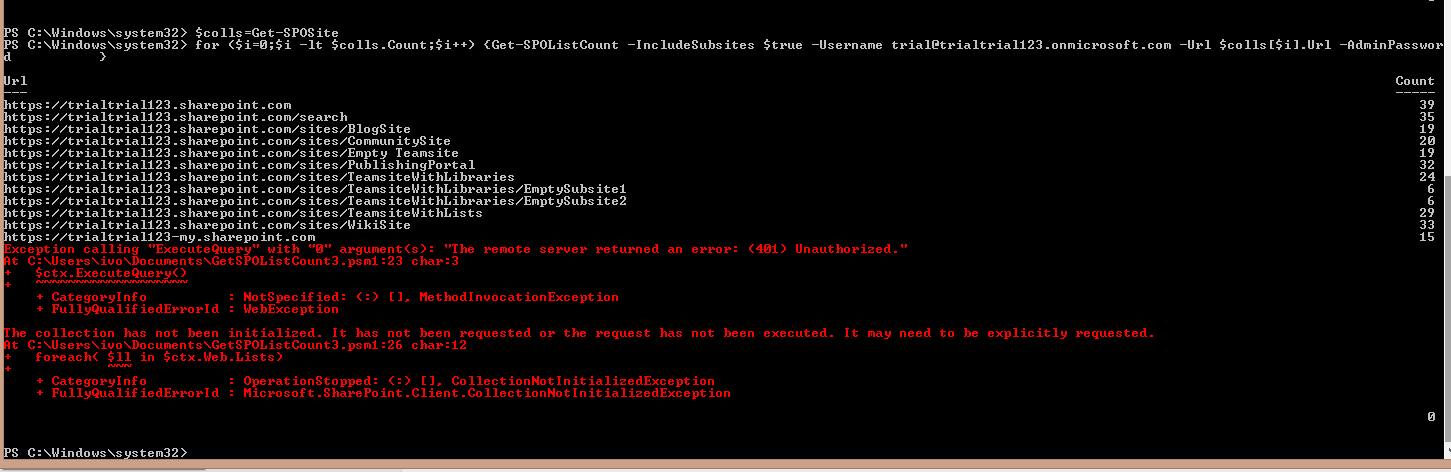 PS C:\Windows\system32> $colls=Get-SPOSite
PS C:\Windows\system32> for ($i=0;$i -lt $colls.Count;$i++) {Get-SPOListCount -IncludeSubsites $true -Username trial@trialtrial123.onmicrosoft.com -Url $colls[$i].Url -AdminPasswor
d }
Url Count
--- -----
https://trialtrial123.sharepoint.com 39
https://trialtrial123.sharepoint.com/search 35
https://trialtrial123.sharepoint.com/sites/BlogSite 19
https://trialtrial123.sharepoint.com/sites/CommunitySite 20
https://trialtrial123.sharepoint.com/sites/Empty Teamsite 19
https://trialtrial123.sharepoint.com/sites/PublishingPortal 32
https://trialtrial123.sharepoint.com/sites/TeamsiteWithLibraries 24
https://trialtrial123.sharepoint.com/sites/TeamsiteWithLibraries/EmptySubsite1 6
https://trialtrial123.sharepoint.com/sites/TeamsiteWithLibraries/EmptySubsite2 6
https://trialtrial123.sharepoint.com/sites/TeamsiteWithLists 29
https://trialtrial123.sharepoint.com/sites/WikiSite 33
https://trialtrial123-my.sharepoint.com 15
Exception calling "ExecuteQuery" with "0" argument(s): "The remote server returned an error: (401) Unauthorized."
At C:\Users\ivo\Documents\GetSPOListCount3.psm1:23 char:3
+ $ctx.ExecuteQuery()
+ ~~~~~~~~~~~~~~~~~~~
+ CategoryInfo : NotSpecified: (:) [], MethodInvocationException
+ FullyQualifiedErrorId : WebException
The collection has not been initialized. It has not been requested or the request has not been executed. It may need to be explicitly requested.
At C:\Users\ivo\Documents\GetSPOListCount3.psm1:26 char:12
+ foreach( $ll in $ctx.Web.Lists)
+ ~~~
+ CategoryInfo : OperationStopped: (:) [], CollectionNotInitializedException
+ FullyQualifiedErrorId : Microsoft.SharePoint.Client.CollectionNotInitializedException
0
PS C:\Windows\system32>